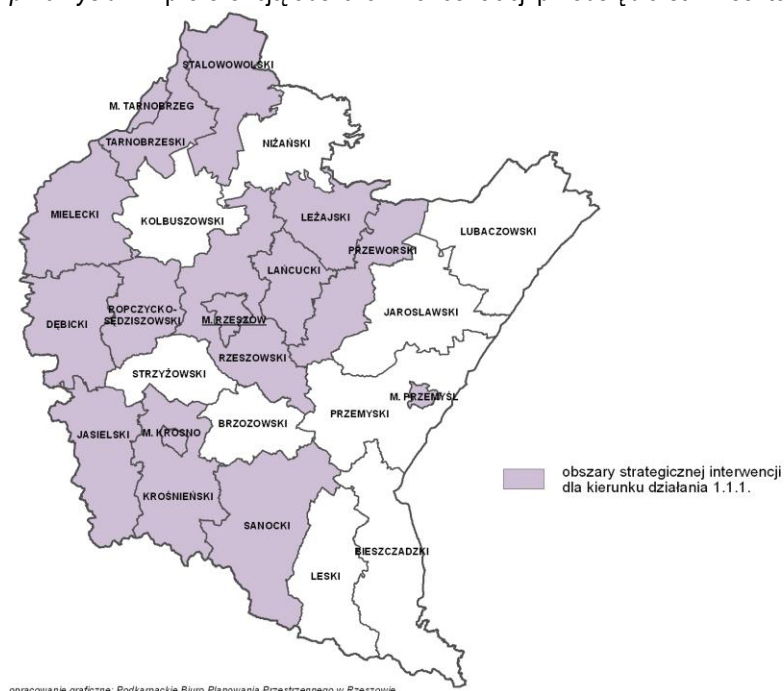 STALOWOWOLSKI
M. TARNOBRZEG
TARNOBRZESKI
NIŻAŃSKI
MIELECKI
KOLBUSZOWSKI
LEŻAJSKI
LUBACZOWSKI
PRZEWORSKI
ŁAŃCUCKI
ROPCZYCKO-
SĘDZISZOWSKI
DĘBICKI
M. RZESZÓW
JAROSŁAWSKI
RZESZOWSKI
STRZYŻOWSKI
M. PRZEMYŚL
PRZEMYSKI
BRZOZOWSKI
JASIELSKI
M. KROSNO
KROŚNIEŃSKI
SANOCKI
BIESZCZADZKI
LESKI
obszary strategicznej interwencji
dla kierunku działania 1.1.1.
opracowanie graficzne: Podkarpackie Biuro Planowania Przestrzennego w Rzeszowie